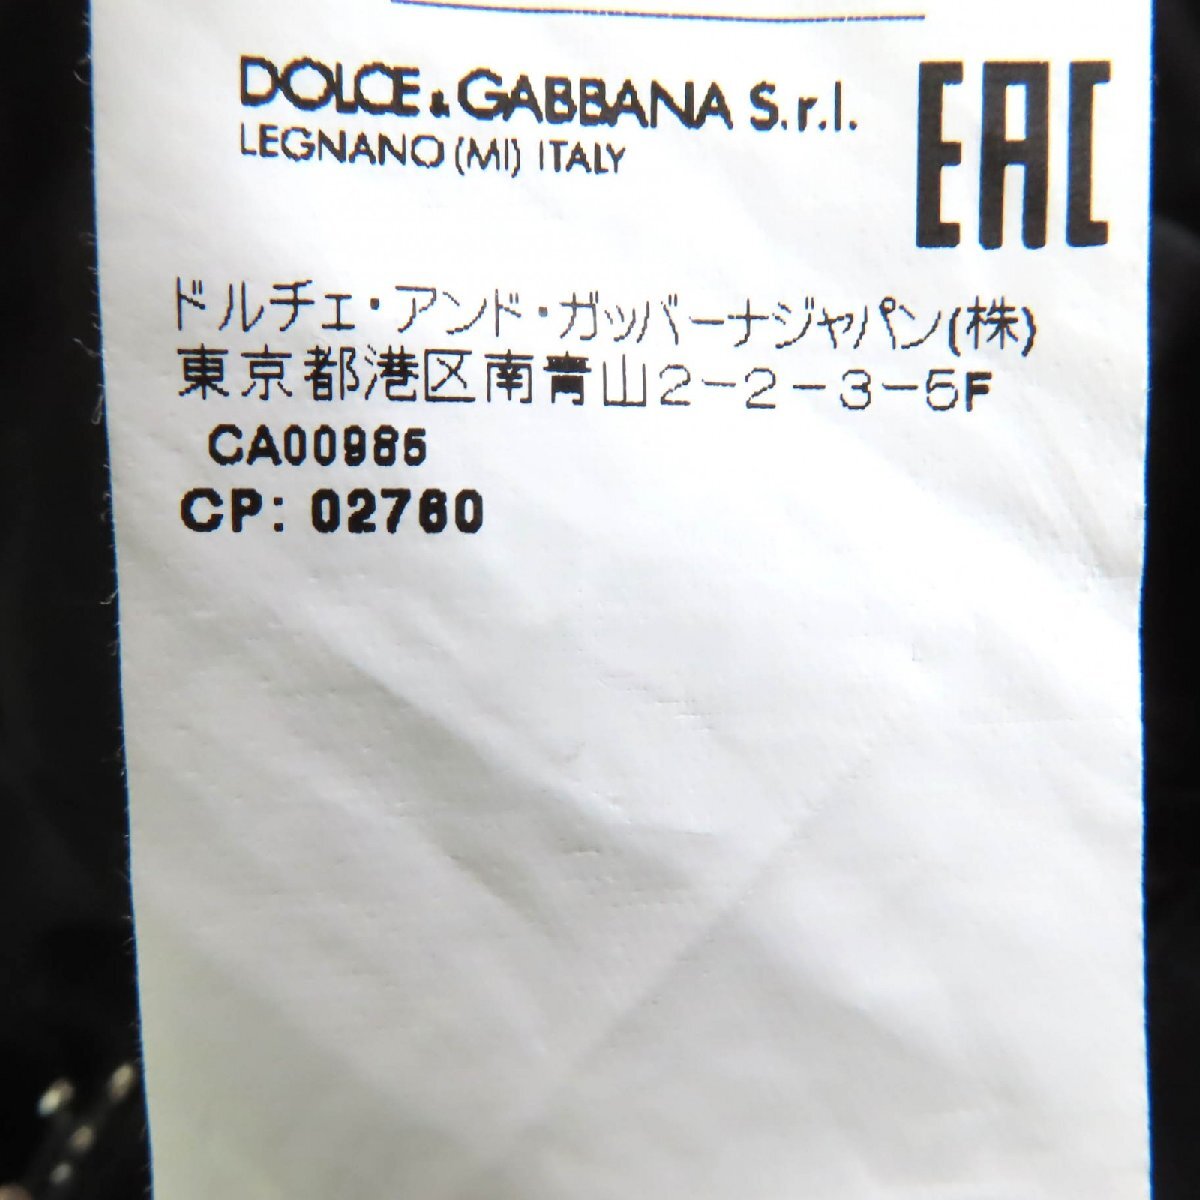 DOLCE & GABBANA S.r.l.
LEGNANO (MI) ITALY
EAC
ドルチェ・アンド・ガッバーナジャパン(株)
東京都港区南青山2-2-3-5F
CA00985
CP: 02760